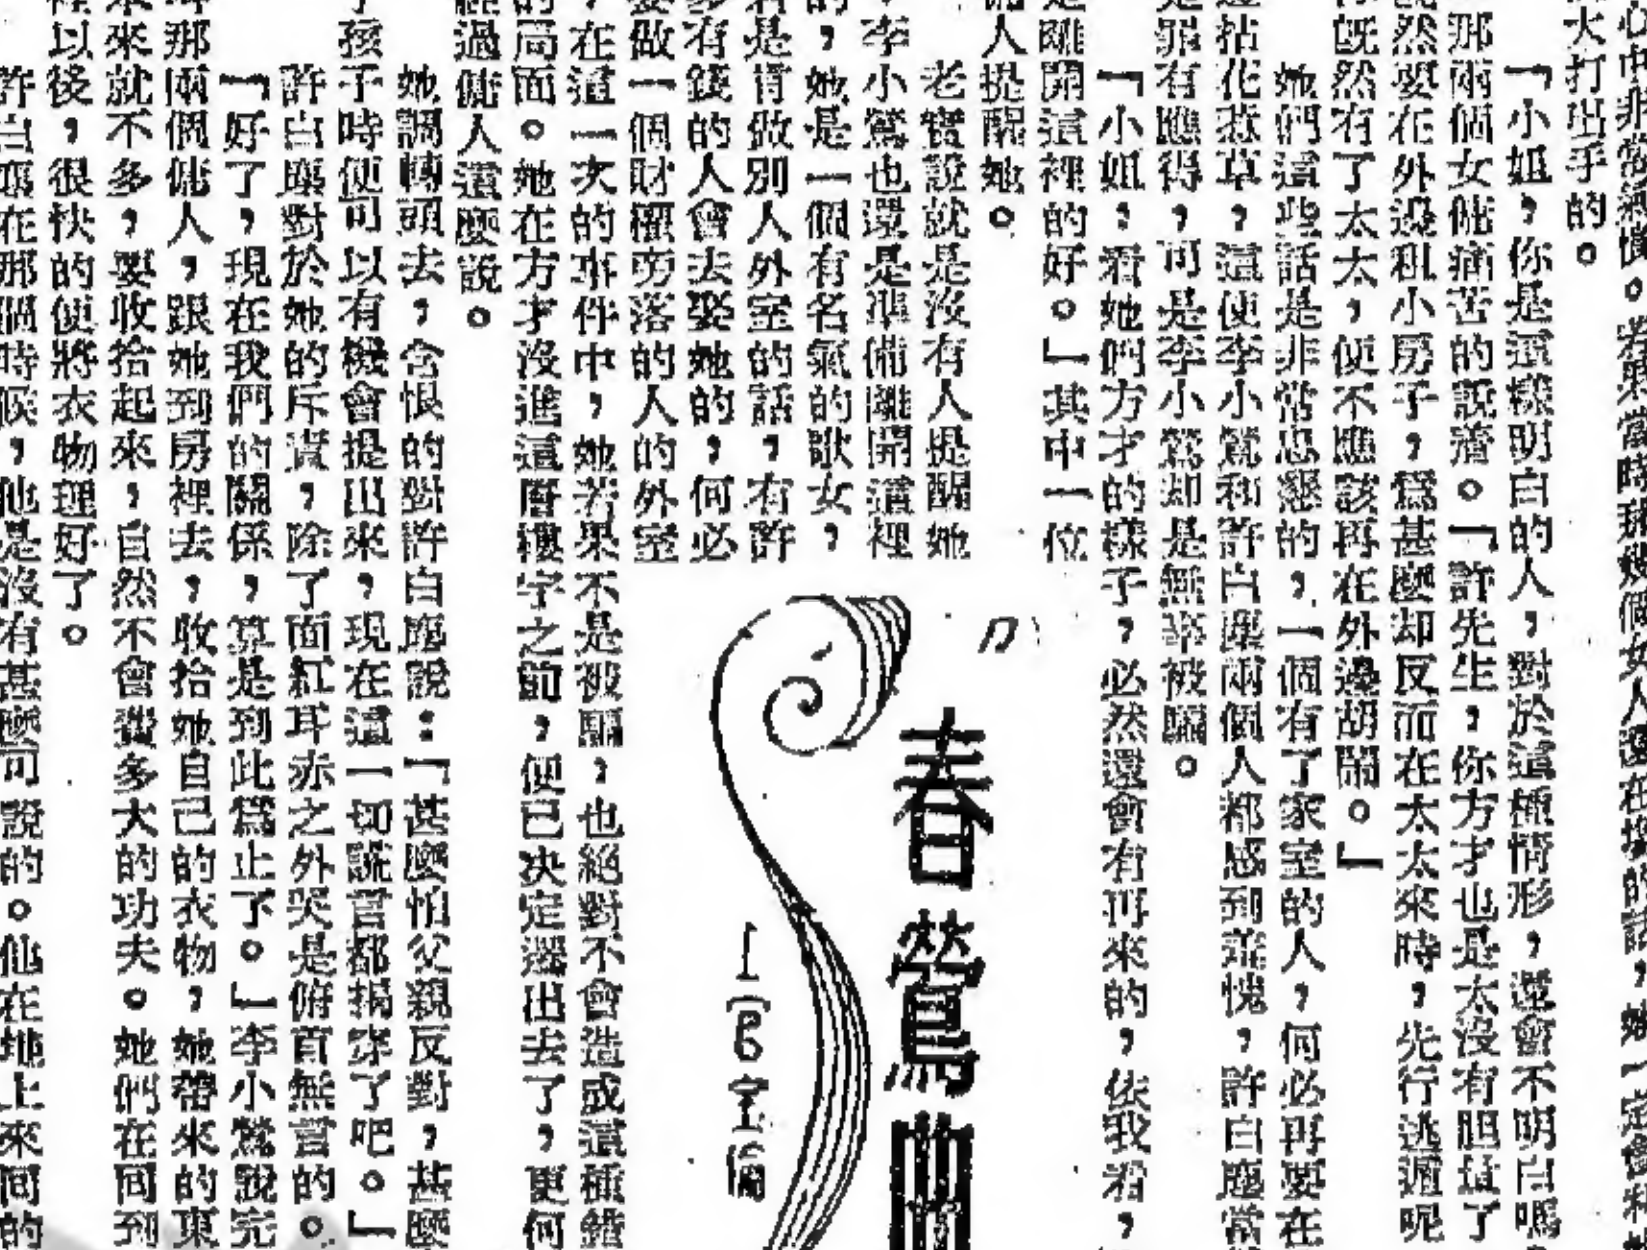 大打出手的。
「小姐，你是這樣明白的人，對於這種情形，還會不明白嗎
那兩個女傭痛苦的說着。「許先生，你方才也是太沒有胆量了
然要在外邊租小房子，爲甚麼却反而在太太來時，先行逃遁呢
既然有了太太，便不應該再在外邊胡鬧。」
她們這些話是非常忠懇的，一個有了家室的人，何必再要在
拈花惹草，這便李小鶯和許白塵兩個人都感到羞愧，許白塵當
是罪有應得，可是李小鶯却是無辜被騙。
「小姐，看她們方才的樣子，必然還會有再來的，依我看，
是離開這裡的好。」其中一位
人提醒她。
老實說就是沒有人提醒她
，李小鶯也還是準備離開這裡
的，她是一個有名氣的歌女，
若是肯做別人外室的話，有許
多有錢的人會去娶她的，何必
要做一個財權旁落的人的外室
，在這一次的事件中，她若果不是被騙，也絕對不會造成這種錯
的局面。她在方才沒進這層樓宇之前，便已决定遷出去了，更何
經過傭人這麼說。
她調轉頭去，含恨的對許白塵說：「甚麼怕父親反對，甚麼
孩子時便可以有機會提出來，現在這一切謊言都揭穿了吧。」
許白塵對於她的斥責，除了面紅耳赤之外哭是俯首無言的。
「好了，現在我們的關係，算是到此爲止了。」李小鶯說完
那兩個傭人，跟她到房裡去，收拾她自己的衣物，她帶來的東
本來就不多，要收拾起來，自然不會費多大的功夫。她們在同到
以後，很快的便將衣物理好了。
許白塵在那個時候，他是沒有甚麼可說的。他在地上來回的
春鶯曲
上官宝倫